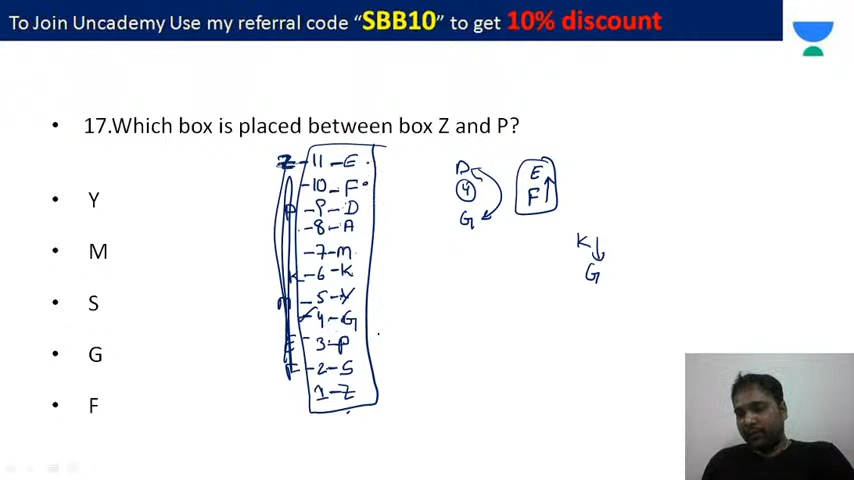 To Join Uncademy Use my referral code “SBB10” to get 10% discount
• 17.Which box is placed between box Z and P?
• Y
• M
• S
• G
• F
Z - 11 - E
- 10 - F
P - 9 - D
- 8 - A
- 7 - M
K - 6 - K
M - 5 - Y
- 4 - G
E - 3 - P
F - 2 - S
1 - Z
D
4
G
E
F
K
G